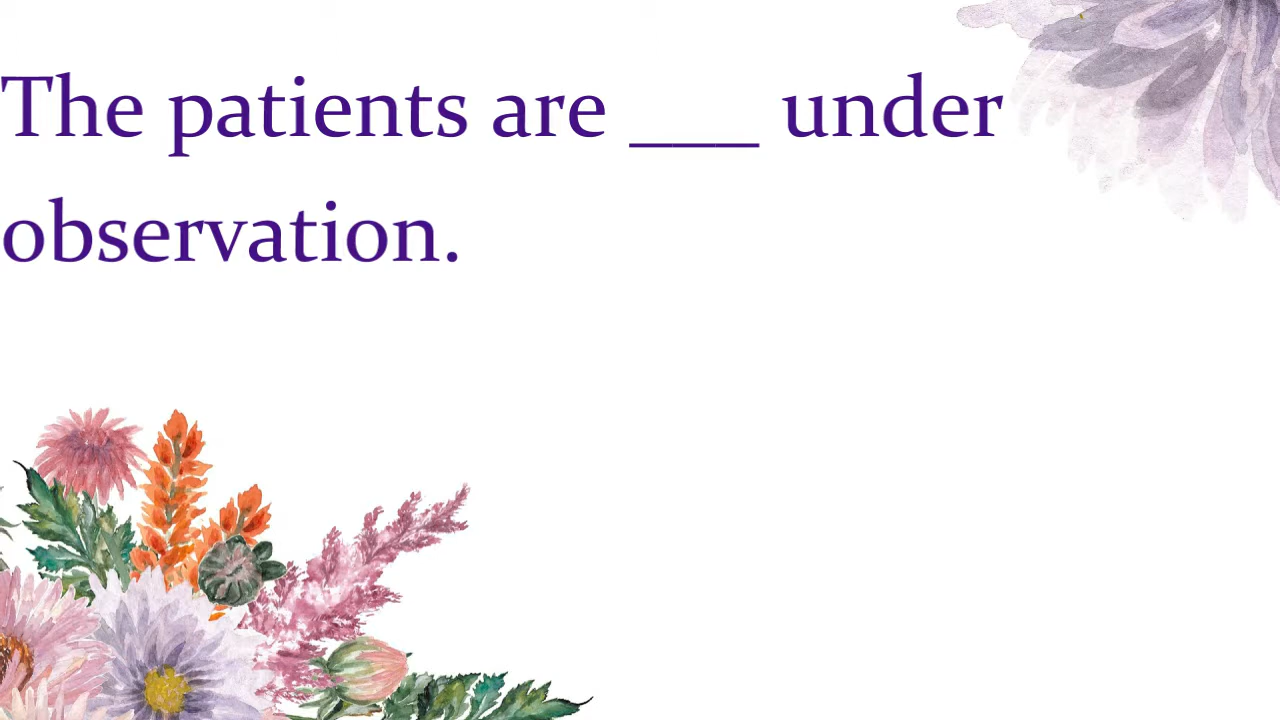 The patients are ___ under
observation.